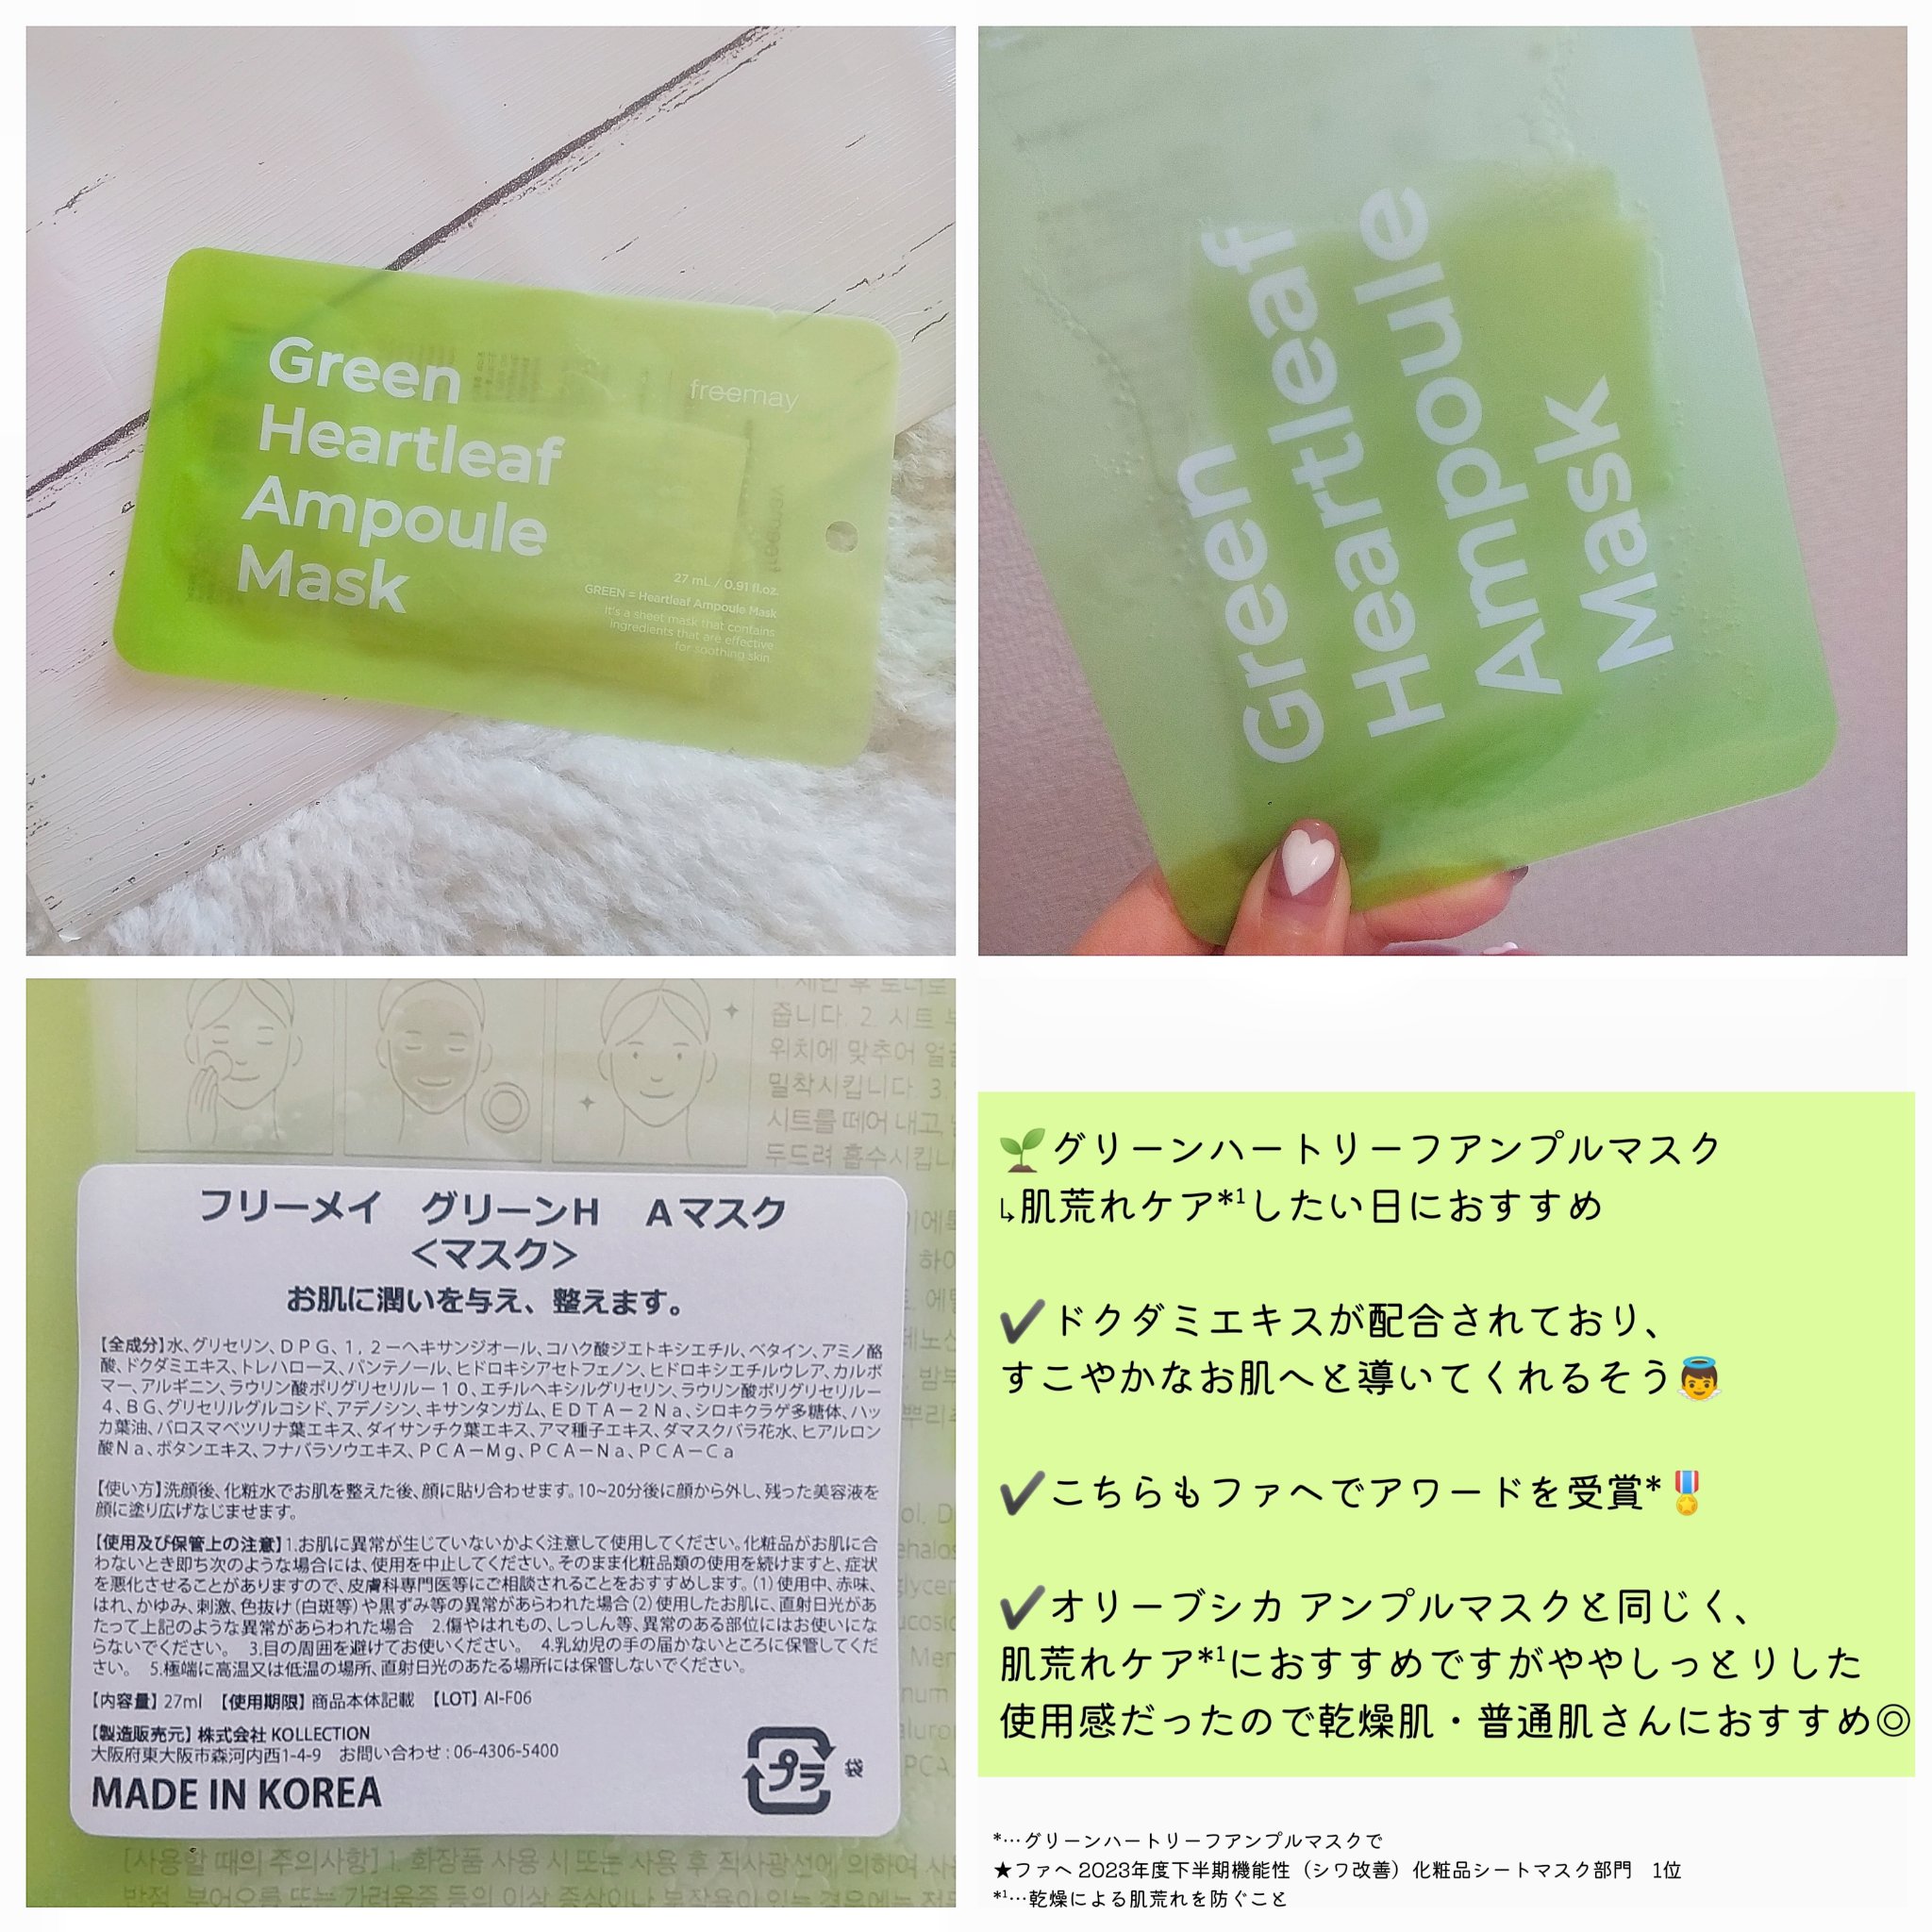 Green
Heartleaf
Ampoule
Mask
freemay
27 mL / 0.91 fl.oz.
GREEN = Heartleaf Ampoule Mask
It's a sheet mask that contains
ingredients that are effective
for soothing skin.
Green
Heartleaf
Ampoule
Mask
줍니다. 2. 시트
위치에 맞추어
밀착시킵니다. 3
시트를 떼어 내고
두드려 흡수시킵니
フリーメイ グリーンH Aマスク
<マスク>
お肌に潤いを与え、整えます。
【全成分】水、グリセリン、DPG、1,2ーヘキサンジオール、コハク酸ジエトキシエチル、ベタイン、アミノ酪
酸、ドクダミエキス、トレハロース、パンテノール、ヒドロキシアセトフェノン、ヒドロキシエチルウレア、カルボ
マー、アルギニン、ラウリン酸ポリグリセリルー10、エチルヘキシルグリセリン、ラウリン酸ポリグリセリルー
4、BG、グリセリルグルコシド、アデノシン、キサンタンガム、EDTAー2Na、シロキクラゲ多糖体、ハッ
カ葉油、バロスマベツリナ葉エキス、ダイサンチク葉エキス、アマ種子エキス、ダマスクバラ花水、ヒアルロン
酸Na、ボタンエキス、フナバラソウエキス、PCAーMg、PCAーNa、PCAーCa
【使い方】洗顔後、化粧水でお肌を整えた後、顔に貼り合わせます。10~20分後に顔から外し、残った美容液を
顔に塗り広げなじませます。
【使用及び保管上の注意】1.お肌に異常が生じていないかよく注意して使用してください。化粧品がお肌に合
わないとき即ち次のような場合には、使用を中止してください。そのまま化粧品類の使用を続けますと、症状
を悪化させることがありますので、皮膚科専門医等にご相談されることをおすすめします。(1)使用中、赤味、
はれ、かゆみ、刺激、色抜け(白斑等)や黒ずみ等の異常があらわれた場合(2)使用したお肌に、直射日光があ
たって上記のような異常があらわれた場合 2.傷やはれもの、しっしん等、異常のある部位にはお使いにな
らないでください。 3.目の周囲を避けてお使いください。 4.乳幼児の手の届かないところに保管してくだ
さい。 5.極端に高温又は低温の場所、直射日光のあたる場所には保管しないでください。
【内容量】27ml 【使用期限】商品本体記載 【LOT】AI-F06
【製造販売元】株式会社 KOLLECTION
大阪府東大阪市森河内西1-4-9 お問い合わせ:06-4306-5400
MADE IN KOREA
プラ 袋
[사용할 때의 주의사항] 1. 화장품 사용 시 또는 사용 후 직사광선에 의하여 사
🌱グリーンハートリーフアンプルマスク
↳肌荒れケア*¹したい日におすすめ
✔ドクダミエキスが配合されており、
すこやかなお肌へと導いてくれるそう👼
✔こちらもファヘでアワードを受賞*🎖
✔オリーブシカ アンプルマスクと同じく、
肌荒れケア*¹におすすめですがややしっとりした
使用感だったので乾燥肌・普通肌さんにおすすめ◎
*…グリーンハートリーフアンプルマスクで
★ファヘ 2023年度下半期機能性（シワ改善）化粧品シートマスク部門 1位
*¹…乾燥による肌荒れを防ぐこと